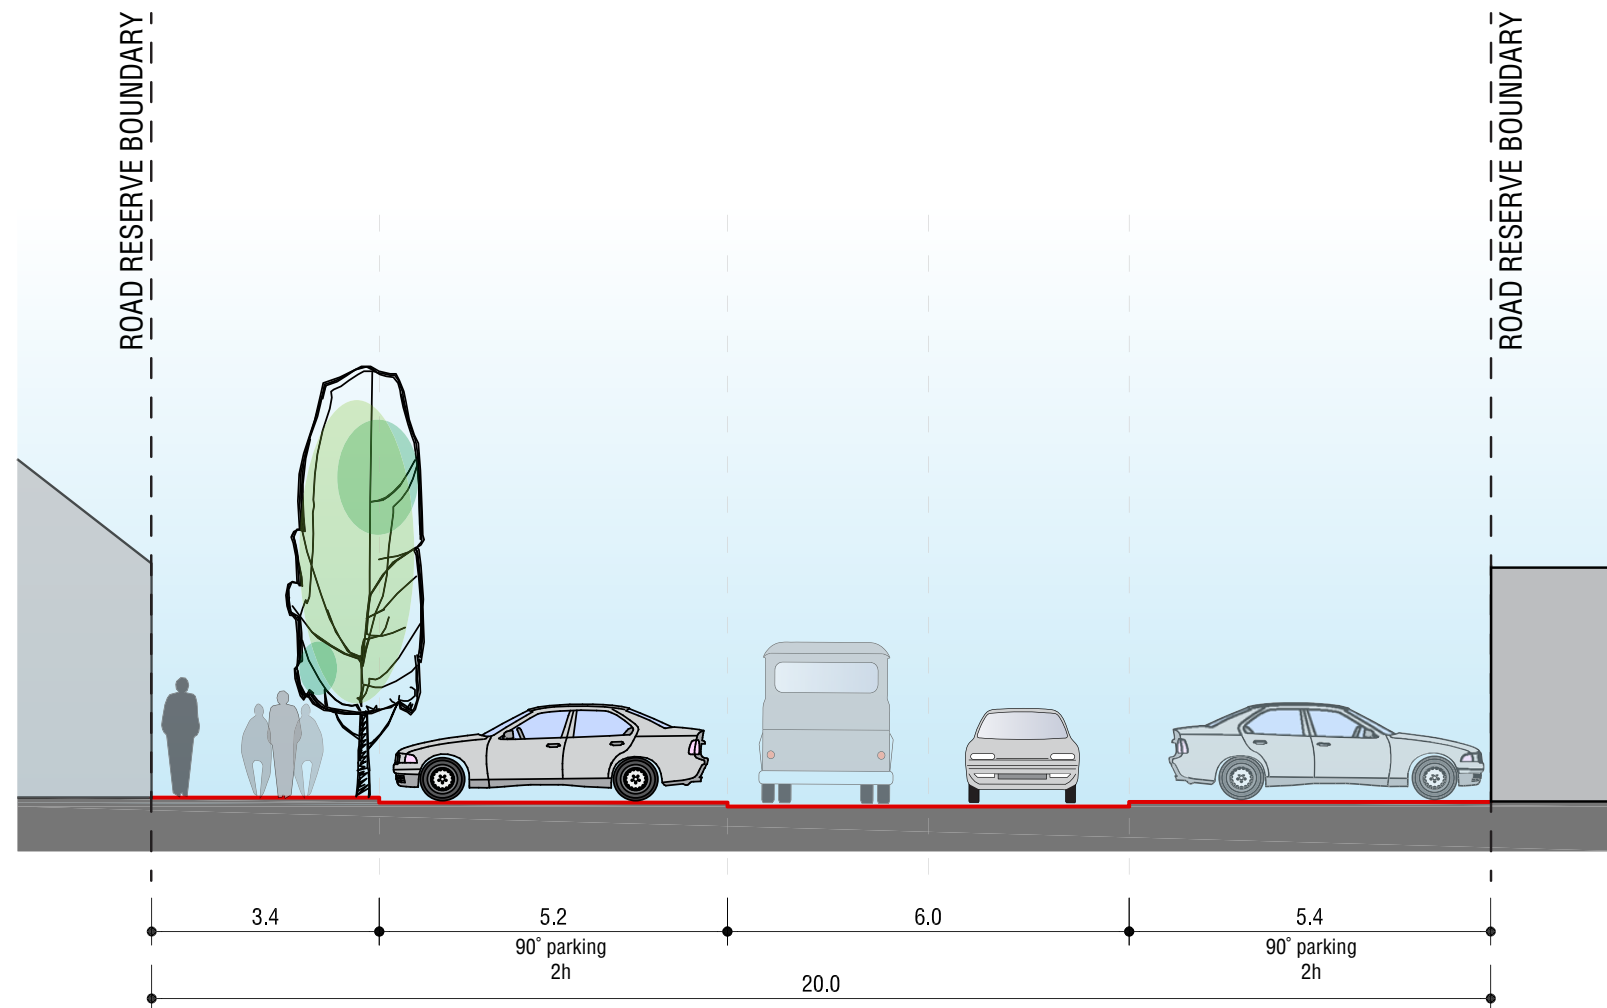 ROAD RESERVE BOUNDARY
ROAD RESERVE BOUNDARY
3.4
5.2
6.0
5.4
90° parking
2h
90° parking
2h
20.0